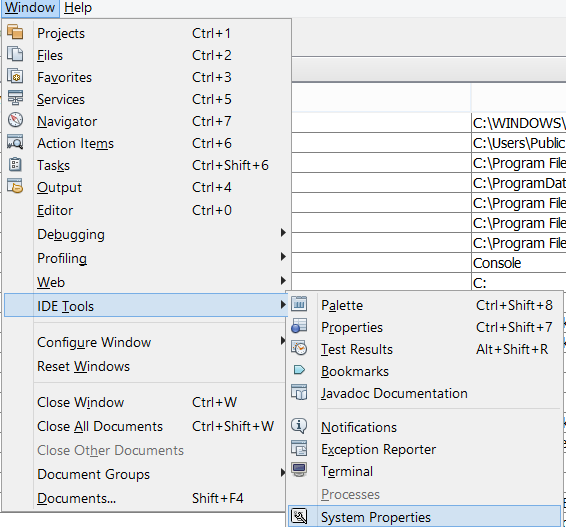 Window Help
Projects Ctrl+1
Files Ctrl+2
Favorites Ctrl+3
Services Ctrl+5
Navigator Ctrl+7
Action Items Ctrl+6
Tasks Ctrl+Shift+6
Output Ctrl+4
Editor Ctrl+0
Debugging
Profiling
Web
IDE Tools
Configure Window
Reset Windows
Close Window Ctrl+W
Close All Documents Ctrl+Shift+W
Close Other Documents
Document Groups
Documents... Shift+F4
C:\WINDOWS\
C:\Users\Public
C:\Program File
C:\ProgramDat
C:\Program File
C:\Program File
C:\Program File
Console
C:
Palette Ctrl+Shift+8
Properties Ctrl+Shift+7
Test Results Alt+Shift+R
Bookmarks
Javadoc Documentation
Notifications
Exception Reporter
Terminal
Processes
System Properties